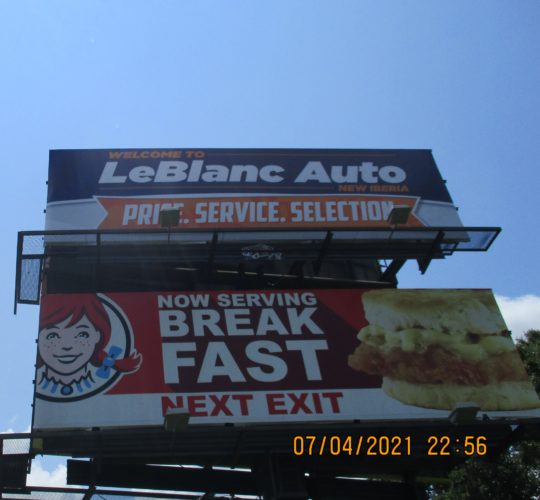 WELCOME TO
LeBlanc Auto
NEW IBERIA
PRICE. SERVICE. SELECTION.
NOW SERVING
BREAK
FAST
NEXT EXIT
07/04/2021 22:56